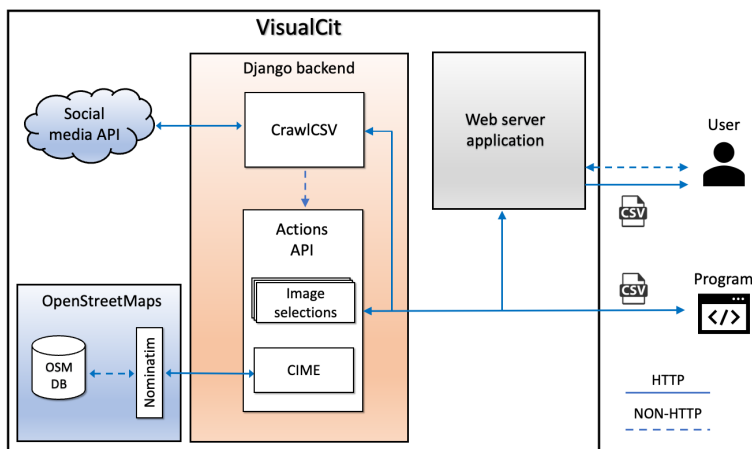 VisualCit
Django backend
Social
media API
CrawlCSV
Web server
application
User
CSV
Actions
API
Image
selections
CIME
OpenStreetMaps
OSM
DB
Nominatim
CSV
Program
</>
HTTP
NON-HTTP